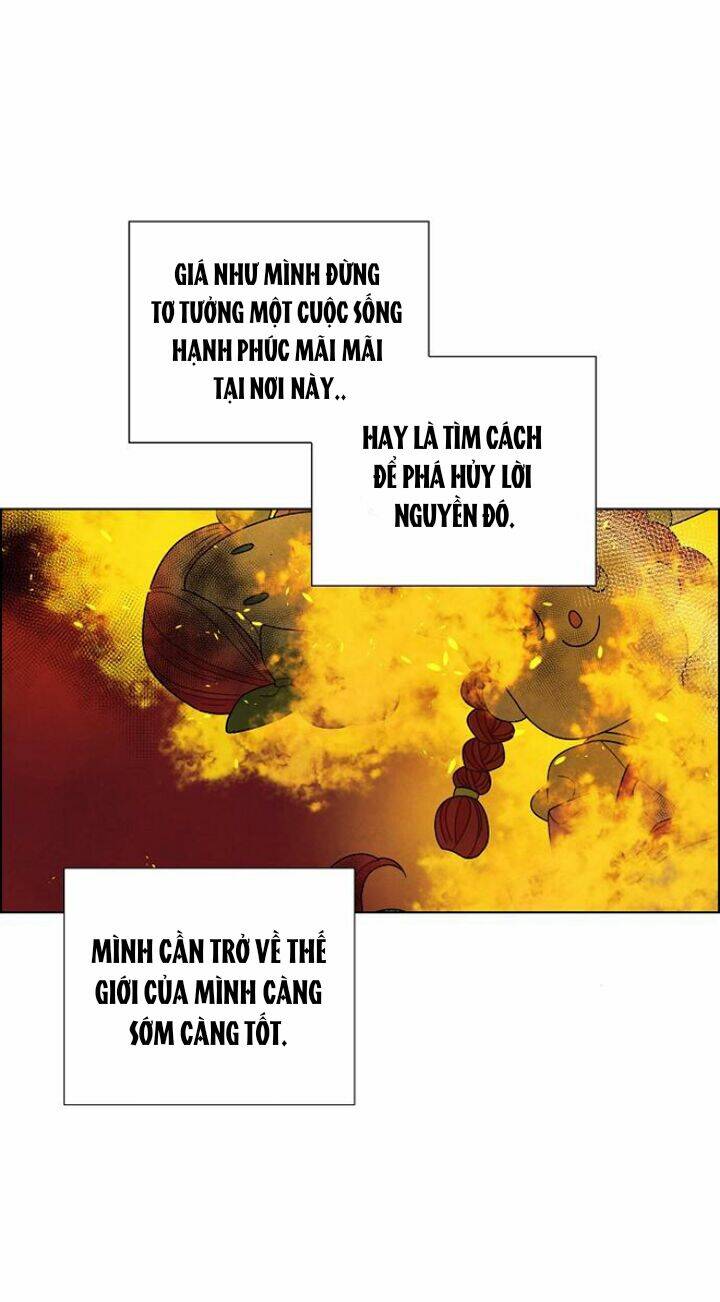 GIÁ NHƯ MÌNH ĐỪNG
TƠ TƯỞNG MỘT CUỘC SỐNG
HẠNH PHÚC MÃI MÃI
TẠI NƠI NÀY..
HAY LÀ TÌM CÁCH
ĐỂ PHÁ HỦY LỜI
NGUYỀN ĐÓ.
MÌNH CẦN TRỞ VỀ THẾ
GIỚI CỦA MÌNH CÀNG
SỚM CÀNG TỐT.